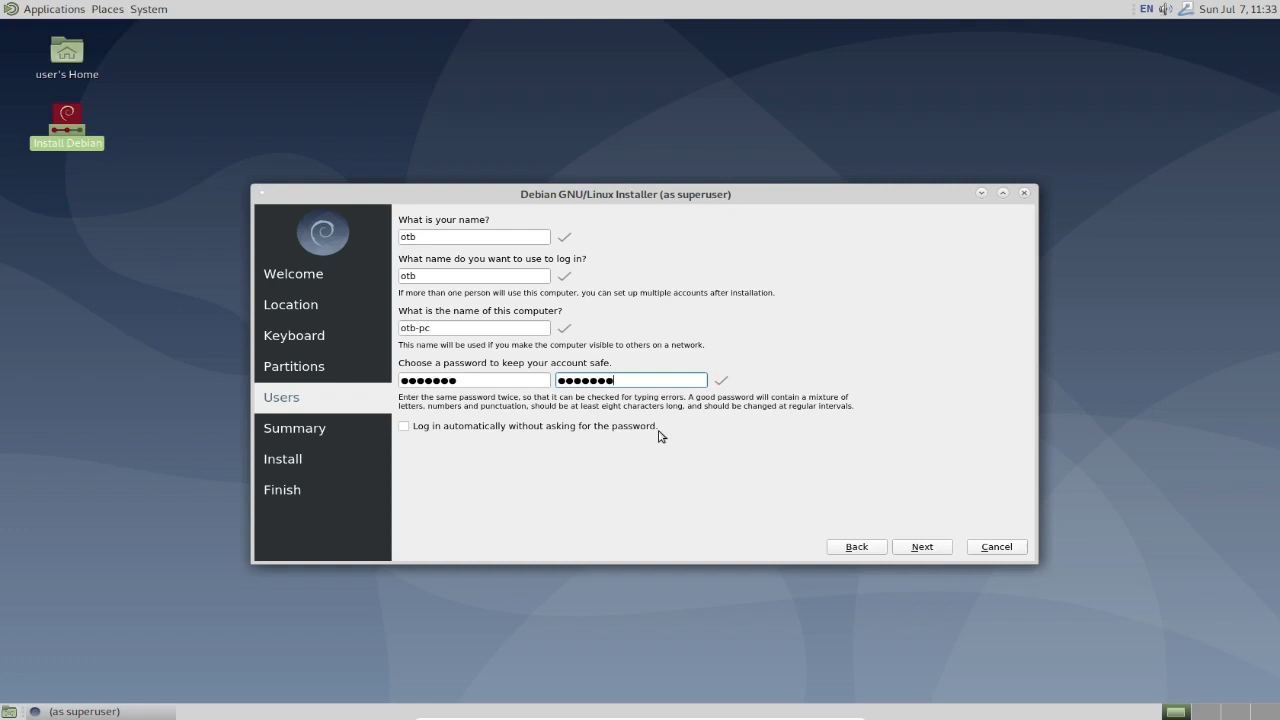 Applications Places System
EN Sun Jul 7, 11:33
user's Home
Install Debian
Debian GNU/Linux Installer (as superuser)
Welcome
Location
Keyboard
Partitions
Users
Summary
Install
Finish
What is your name?
otb
What name do you want to use to log in?
otb
If more than one person will use this computer, you can set up multiple accounts after installation.
What is the name of this computer?
otb-pc
This name will be used if you make the computer visible to others on a network.
Choose a password to keep your account safe.
●●●●●●● ●●●●●●●
Enter the same password twice, so that it can be checked for typing errors. A good password will contain a mixture of
letters, numbers and punctuation, should be at least eight characters long, and should be changed at regular intervals.
Log in automatically without asking for the password.
Back Next Cancel
(as superuser)